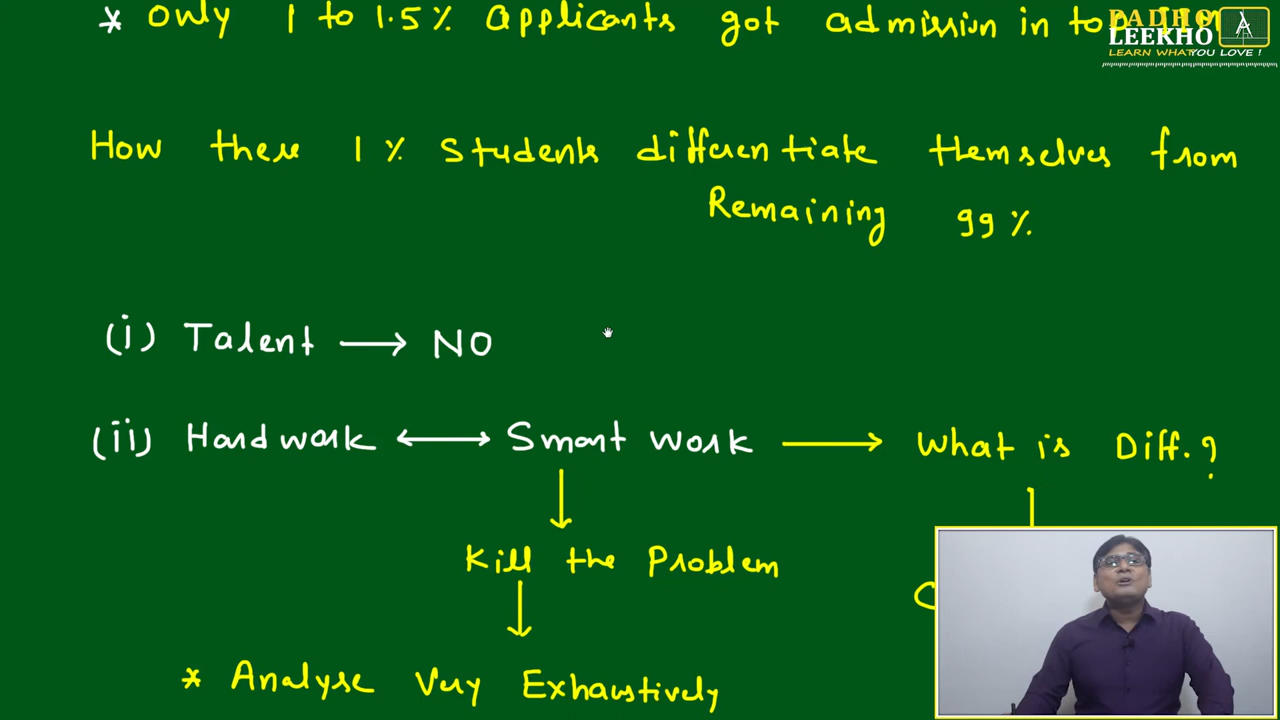 * Only 1 to 1.5% applicants got admission in top
PADHO
LEEKHO
LEARN WHAT YOU LOVE !
How these 1 % Students differentiate themselves from
Remaining 99 %
(i) Talent → NO
(ii) Hardwork ↔ Smart Work → What is Diff. ?
Kill the Problem
* Analyse Very Exhaustively